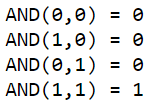 AND(0,0) = 0
AND(1,0) = 0
AND(0,1) = 0
AND(1,1) = 1